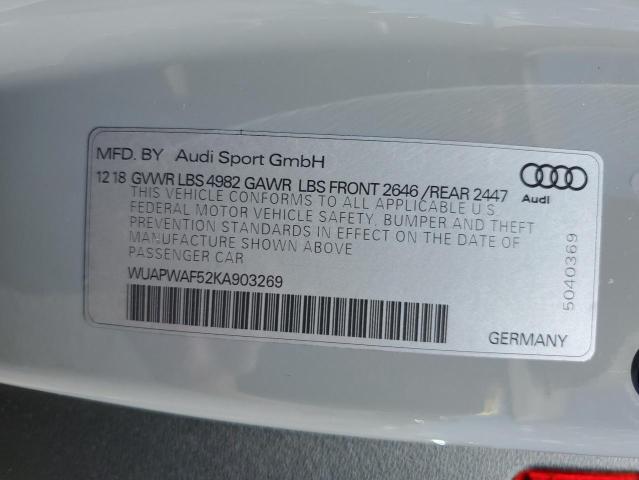 MFD. BY Audi Sport GmbH
12 18 GVWR LBS 4982 GAWR LBS FRONT 2646 /REAR 2447
THIS VEHICLE CONFORMS TO ALL APPLICABLE U S
FEDERAL MOTOR VEHICLE SAFETY, BUMPER AND THEFT
PREVENTION STANDARDS IN EFFECT ON THE DATE OF
MANUFACTURE SHOWN ABOVE
PASSENGER CAR
WUAPWAF52KA903269
Audi
5040369
GERMANY